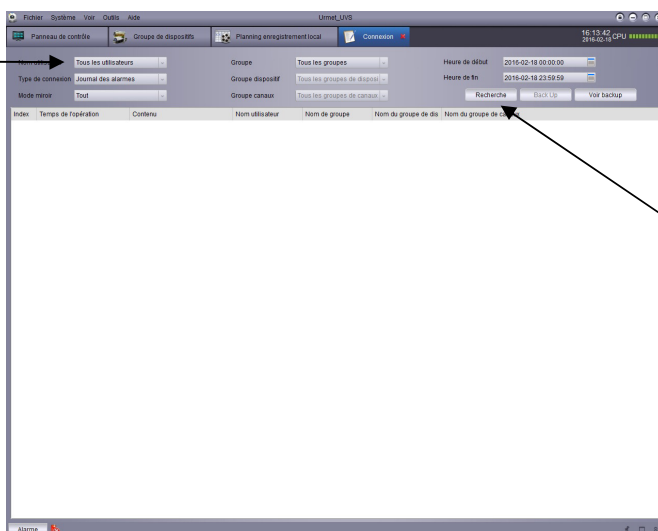 Fichier Système Voir Outils Aide Urmet_UVS
Panneau de contrôle Groupe de dispositifs Planning enregistrement local Connexion 16:13:42 CPU
2016-02-18
Tous les utilisateurs Groupe Tous les groupes Heure de début 2016-02-18 00:00:00
Type de connexion Journal des alarmes Groupe dispositif Tous les groupes de disposi Heure de fin 2016-02-18 23:59:59
Mode miroir Tout Groupe canaux Tous les groupes de canaux Recherche Back Up Voir backup
Index Temps de l'opération Contenu Nom utilisateur Nom de groupe Nom du groupe de dis Nom du groupe de
Alarme